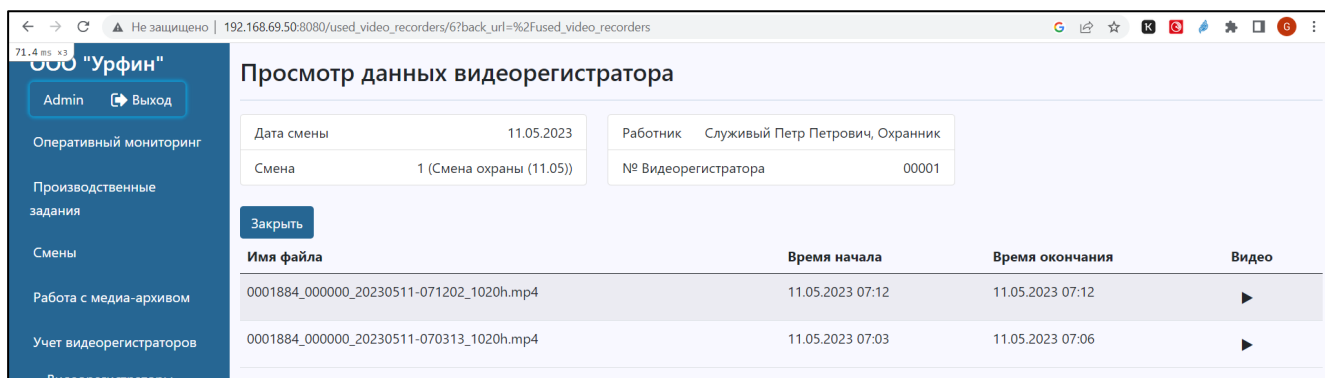 Не защищено | 192.168.69.50:8080/used_video_recorders/6?back_url=%2Fused_video_recorders
71.4 ms ×3
ООО "Урфин"
Admin Выход
Оперативный мониторинг
Производственные
задания
Смены
Работа с медиа-архивом
Учет видеорегистраторов
Видеорегистраторы
Просмотр данных видеорегистратора
Дата смены 11.05.2023
Смена 1 (Смена охраны (11.05))
Работник Служивый Петр Петрович, Охранник
№ Видеорегистратора 00001
Закрыть
Имя файла Время начала Время окончания Видео
0001884_000000_20230511-071202_1020h.mp4 11.05.2023 07:12 11.05.2023 07:12
0001884_000000_20230511-070313_1020h.mp4 11.05.2023 07:03 11.05.2023 07:06